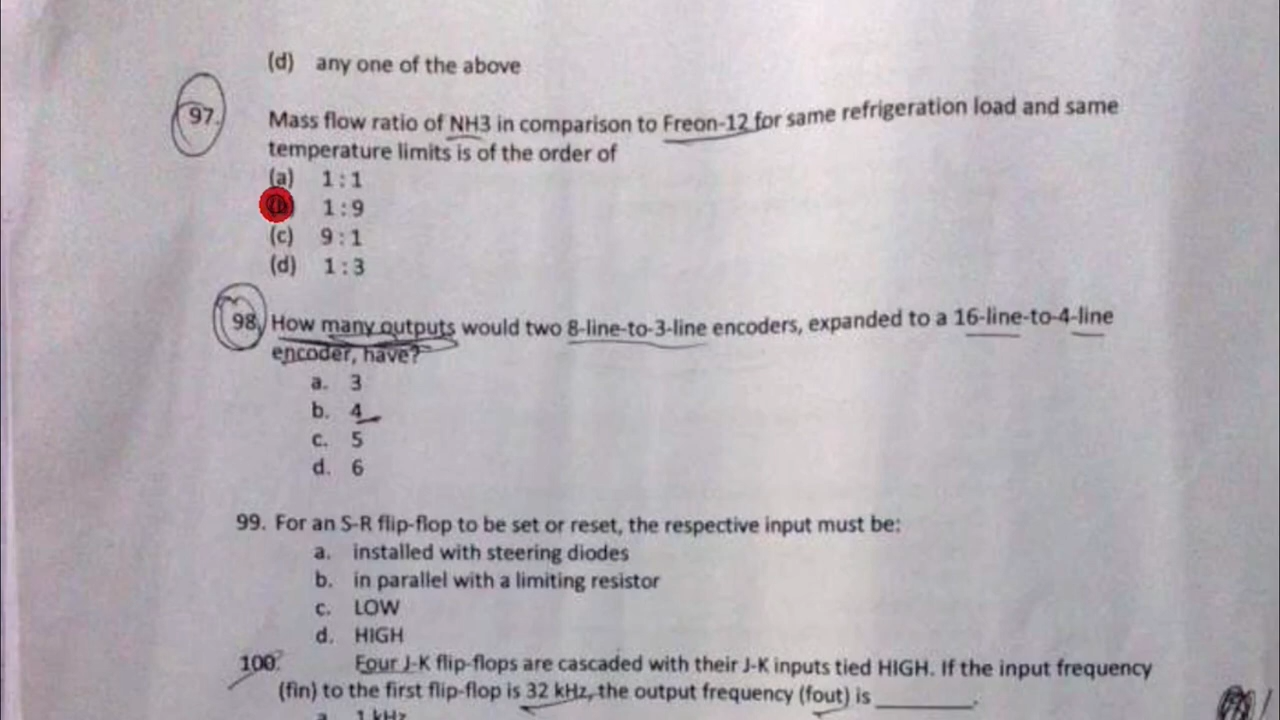 (d) any one of the above
97. Mass flow ratio of NH3 in comparison to Freon-12 for same refrigeration load and same
temperature limits is of the order of
(a) 1 : 1
1 : 9
(c) 9 : 1
(d) 1 : 3
98. How many outputs would two 8-line-to-3-line encoders, expanded to a 16-line-to-4-line
encoder, have?
a. 3
b. 4
c. 5
d. 6
99. For an S-R flip-flop to be set or reset, the respective input must be:
a. installed with steering diodes
b. in parallel with a limiting resistor
c. LOW
d. HIGH
100. Four J-K flip-flops are cascaded with their J-K inputs tied HIGH. If the input frequency
(fin) to the first flip-flop is 32 kHz, the output frequency (fout) is ________.
a. 1 kHz